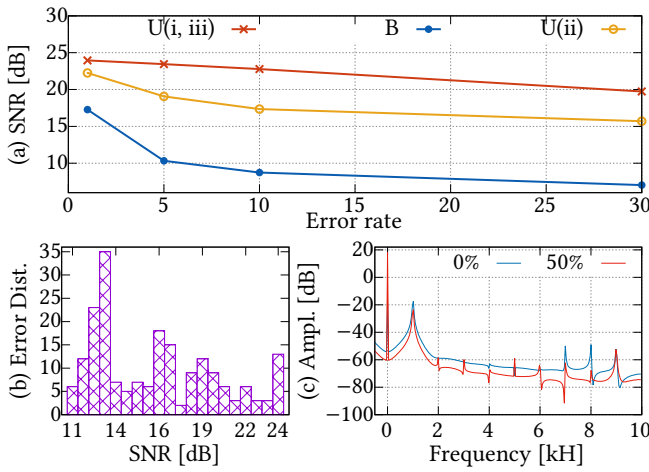 30
25
20
15
10
(a) SNR [dB]
U(i, iii) B U(ii)
0 5 10 15 20 25 30
Error rate
35
30
25
20
15
10
5
0
(b) Error Dist.
11 14 16 19 22 24
SNR [dB]
20
0
−20
−40
−60
−80
−100
(c) Ampl. [dB]
0% 50%
0 2 4 6 8 10
Frequency [kH]